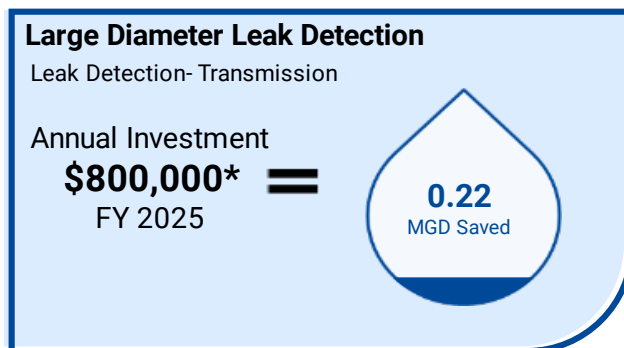 Large Diameter Leak Detection
Leak Detection- Transmission
Annual Investment
$800,000* =
FY 2025
0.22
MGD Saved